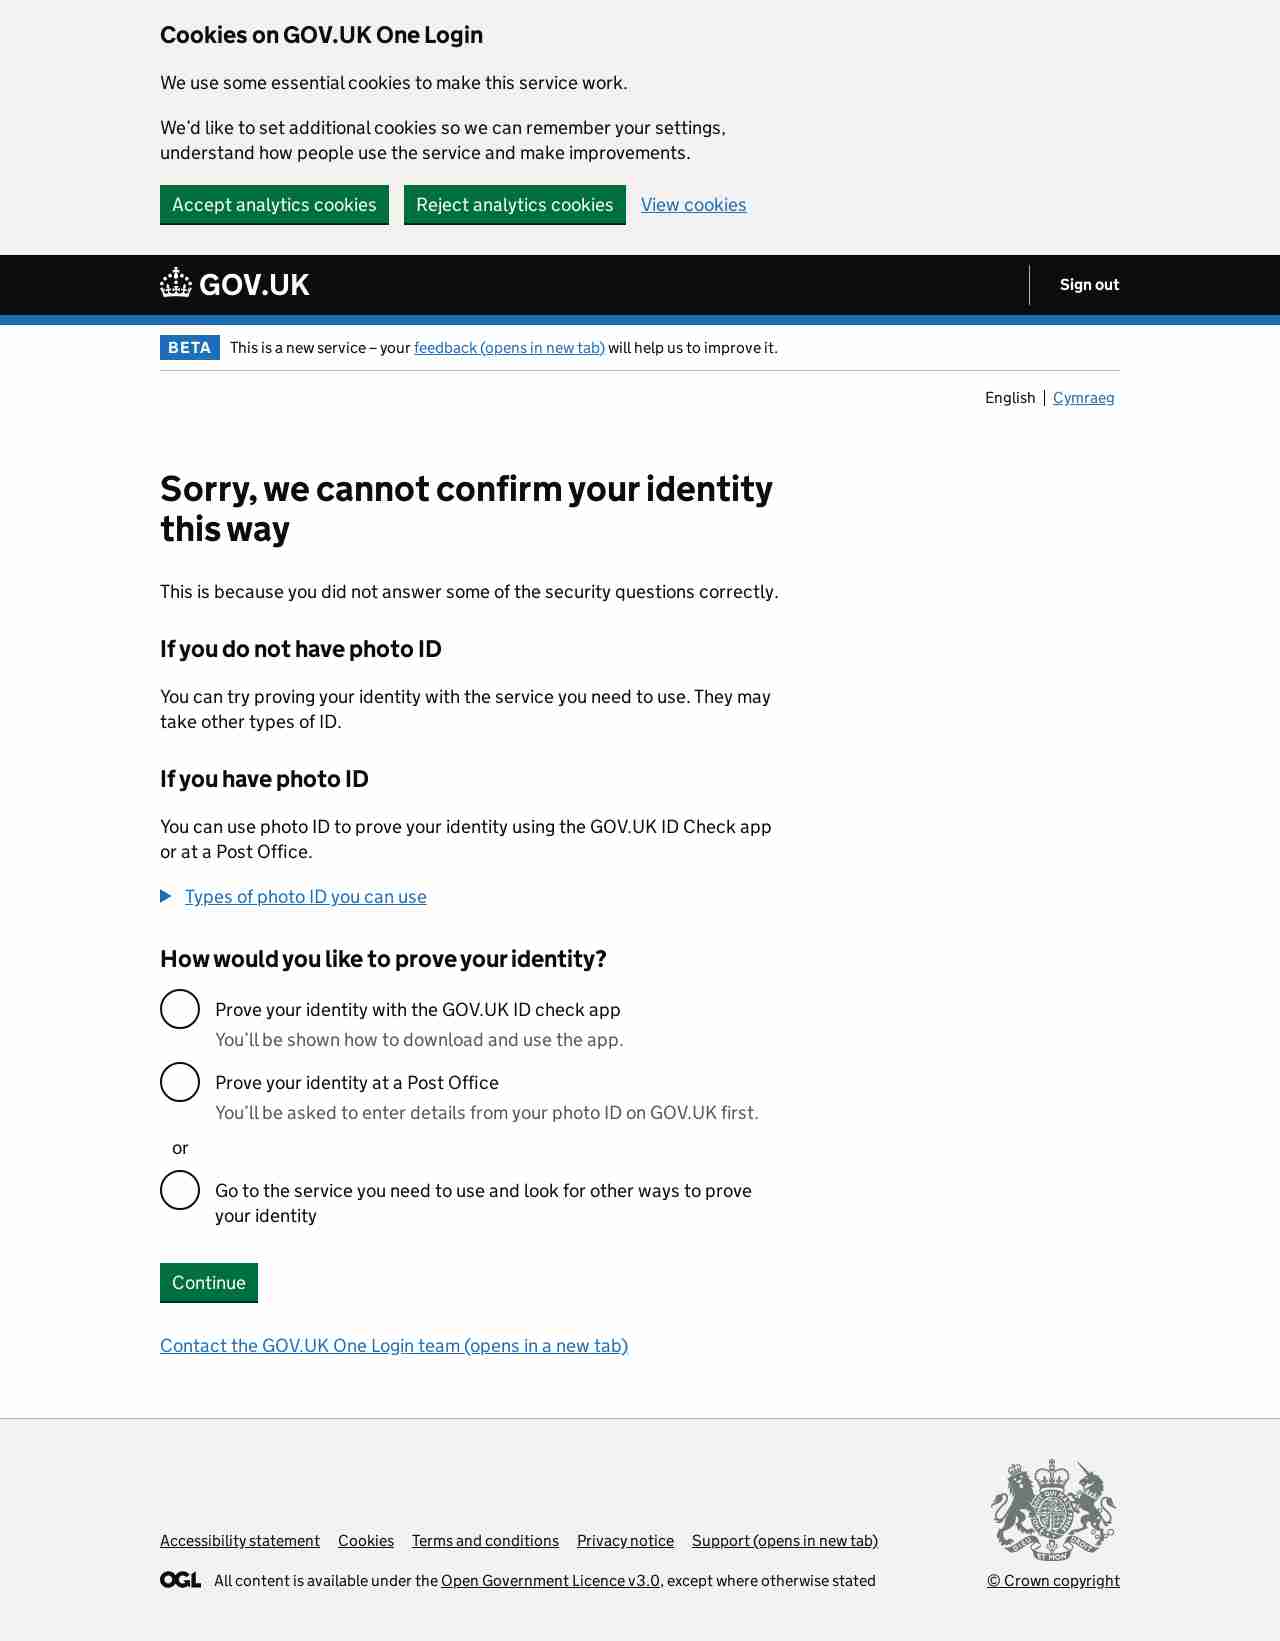 Cookies on GOV.UK One Login
We use some essential cookies to make this service work.
We’d like to set additional cookies so we can remember your settings,
understand how people use the service and make improvements.
Accept analytics cookies
Reject analytics cookies
View cookies
GOV.UK
Sign out
BETA
This is a new service – your feedback (opens in new tab) will help us to improve it.
English
Cymraeg
Sorry, we cannot confirm your identity
this way
This is because you did not answer some of the security questions correctly.
If you do not have photo ID
You can try proving your identity with the service you need to use. They may
take other types of ID.
If you have photo ID
You can use photo ID to prove your identity using the GOV.UK ID Check app
or at a Post Office.
Types of photo ID you can use
How would you like to prove your identity?
Prove your identity with the GOV.UK ID check app
You’ll be shown how to download and use the app.
Prove your identity at a Post Office
You’ll be asked to enter details from your photo ID on GOV.UK first.
or
Go to the service you need to use and look for other ways to prove
your identity
Continue
Contact the GOV.UK One Login team (opens in a new tab)
Accessibility statement
Cookies
Terms and conditions
Privacy notice
Support (opens in new tab)
OGL
All content is available under the Open Government Licence v3.0, except where otherwise stated
© Crown copyright